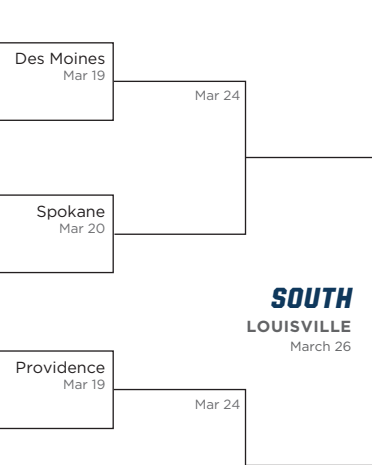 Des Moines
Mar 19
Mar 24
Spokane
Mar 20
SOUTH
LOUISVILLE
March 26
Providence
Mar 19
Mar 24